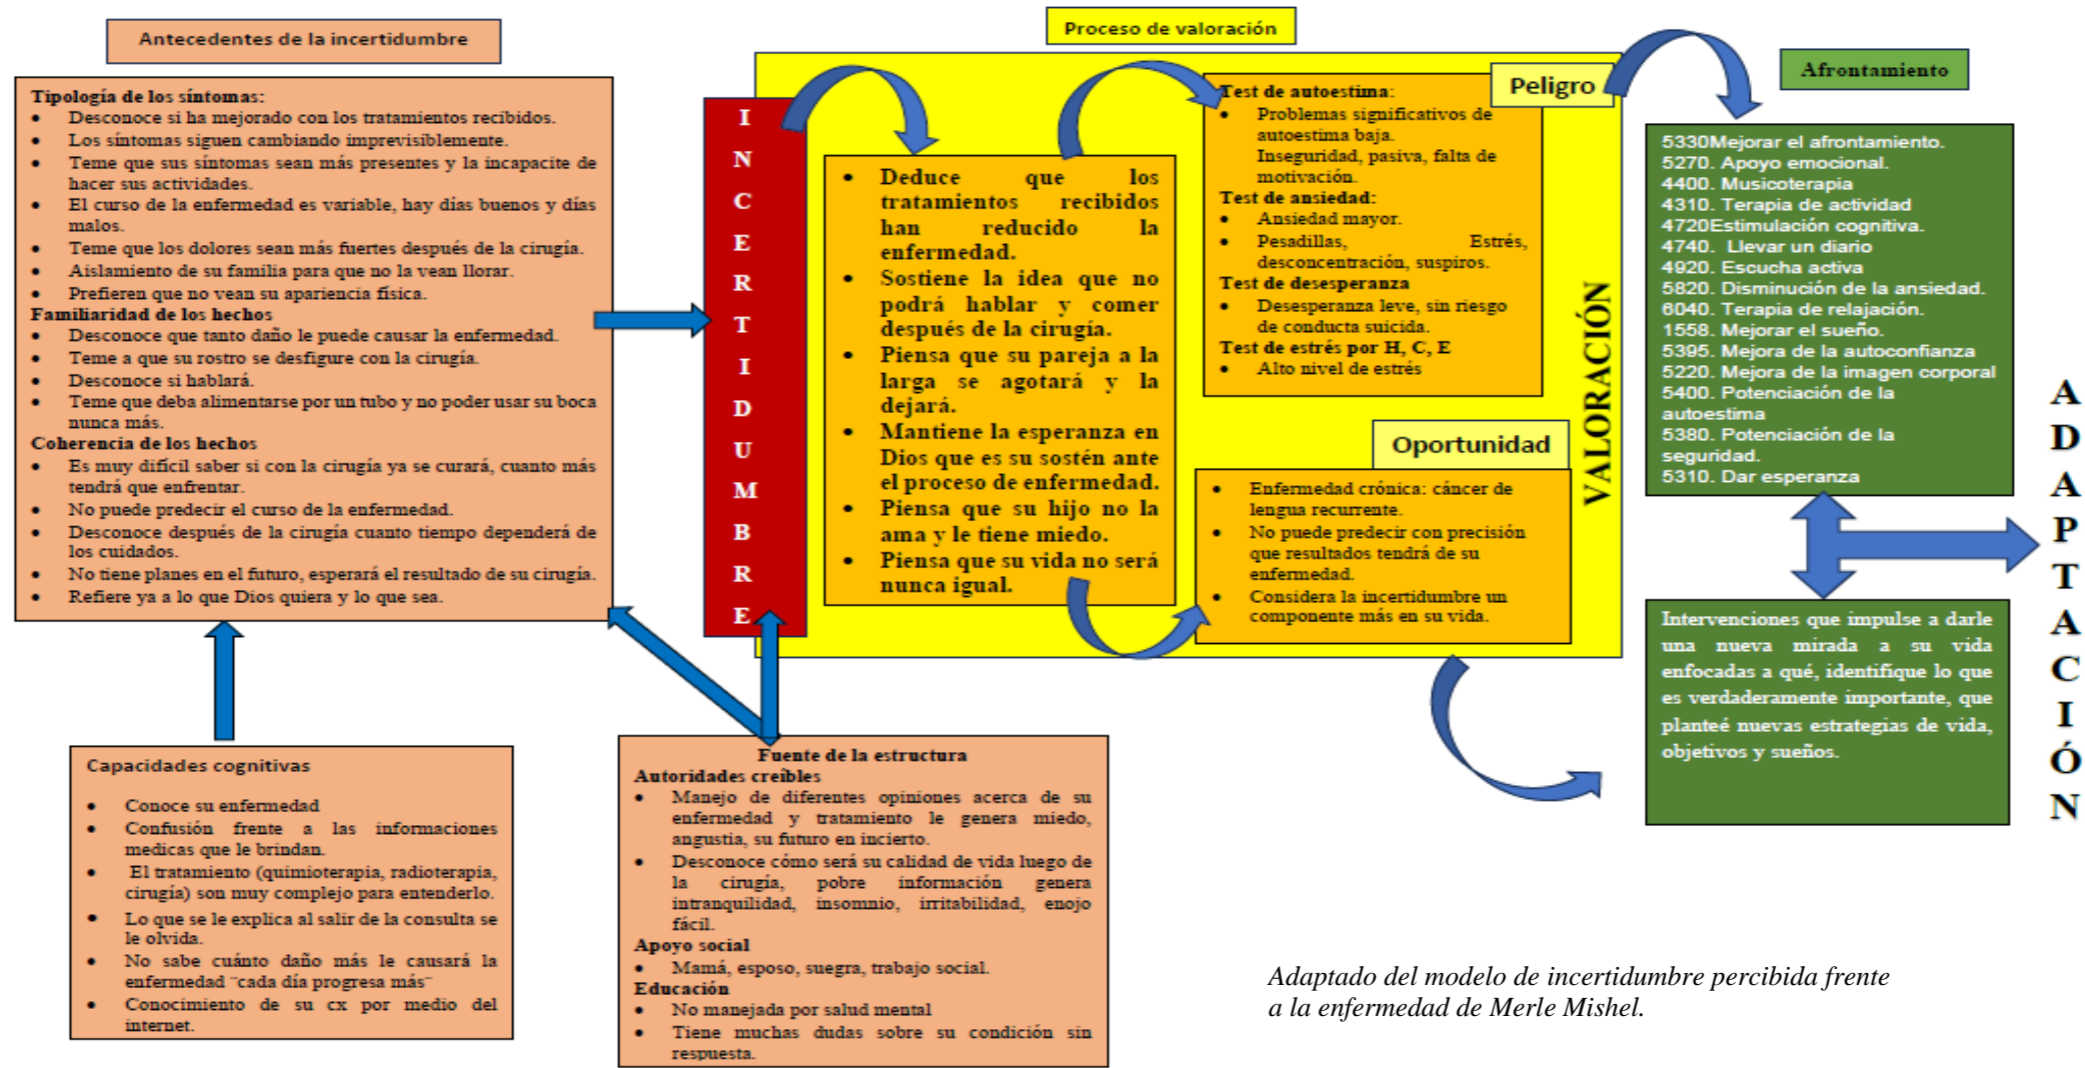 Antecedentes de la incertidumbre
Tipología de los síntomas:
• Desconoce si ha mejorado con los tratamientos recibidos.
• Los síntomas siguen cambiando imprevisiblemente.
• Teme que sus síntomas sean más presentes y la incapacite de
hacer sus actividades.
• El curso de la enfermedad es variable, hay días buenos y días
malos.
• Teme que los dolores sean más fuertes después de la cirugía.
• Aislamiento de su familia para que no la vean llorar.
• Prefieren que no vean su apariencia física.
Familiaridad de los hechos
• Desconoce que tanto daño le puede causar la enfermedad.
• Teme a que su rostro se desfigure con la cirugía.
• Desconoce si hablará.
• Teme que deba alimentarse por un tubo y no poder usar su boca
nunca más.
Coherencia de los hechos
• Es muy difícil saber si con la cirugía ya se curará, cuanto más
tendrá que enfrentar.
• No puede predecir el curso de la enfermedad.
• Desconoce después de la cirugía cuanto tiempo dependerá de
los cuidados.
• No tiene planes en el futuro, esperará el resultado de su cirugía.
• Refiere ya a lo que Dios quiera y lo que sea.
Capacidades cognitivas
• Conoce su enfermedad
• Confusión frente a las informaciones
medicas que le brindan.
• El tratamiento (quimioterapia, radioterapia,
cirugía) son muy complejo para entenderlo.
• Lo que se le explica al salir de la consulta se
le olvida.
• No sabe cuánto daño más le causará la
enfermedad ¨cada día progresa más¨
• Conocimiento de su cx por medio del
internet.
Fuente de la estructura
Autoridades creíbles
• Manejo de diferentes opiniones acerca de su
enfermedad y tratamiento le genera miedo,
angustia, su futuro en incierto.
• Desconoce cómo será su calidad de vida luego de
la cirugía, pobre información genera
intranquilidad, insomnio, irritabilidad, enojo
fácil.
Apoyo social
• Mamá, esposo, suegra, trabajo social.
Educación
• No manejada por salud mental
• Tiene muchas dudas sobre su condición sin
respuesta.
INCERTIDUMBRE
Proceso de valoración
• Deduce que los
tratamientos recibidos
han reducido la
enfermedad.
• Sostiene la idea que no
podrá hablar y comer
después de la cirugía.
• Piensa que su pareja a la
larga se agotará y la
dejará.
• Mantiene la esperanza en
Dios que es su sostén ante
el proceso de enfermedad.
• Piensa que su hijo no la
ama y le tiene miedo.
• Piensa que su vida no será
nunca igual.
Peligro
Test de autoestima:
• Problemas significativos de
autoestima baja.
Inseguridad, pasiva, falta de
motivación.
Test de ansiedad:
• Ansiedad mayor.
• Pesadillas, Estrés,
desconcentración, suspiros.
Test de desesperanza
• Desesperanza leve, sin riesgo
de conducta suicida.
Test de estrés por H, C, E
• Alto nivel de estrés
Oportunidad
• Enfermedad crónica: cáncer de
lengua recurrente.
• No puede predecir con precisión
que resultados tendrá de su
enfermedad.
• Considera la incertidumbre un
componente más en su vida.
VALORACIÓN
Afrontamiento
5330Mejorar el afrontamiento.
5270. Apoyo emocional.
4400. Musicoterapia
4310. Terapia de actividad
4720Estimulación cognitiva.
4740. Llevar un diario
4920. Escucha activa
5820. Disminución de la ansiedad.
6040. Terapia de relajación.
1558. Mejorar el sueño.
5395. Mejora de la autoconfianza
5220. Mejora de la imagen corporal
5400. Potenciación de la
autoestima
5380. Potenciación de la
seguridad.
5310. Dar esperanza
Intervenciones que impulse a darle
una nueva mirada a su vida
enfocadas a qué, identifique lo que
es verdaderamente importante, que
planteé nuevas estrategias de vida,
objetivos y sueños.
ADAPTACIÓN
Adaptado del modelo de incertidumbre percibida frente
a la enfermedad de Merle Mishel.